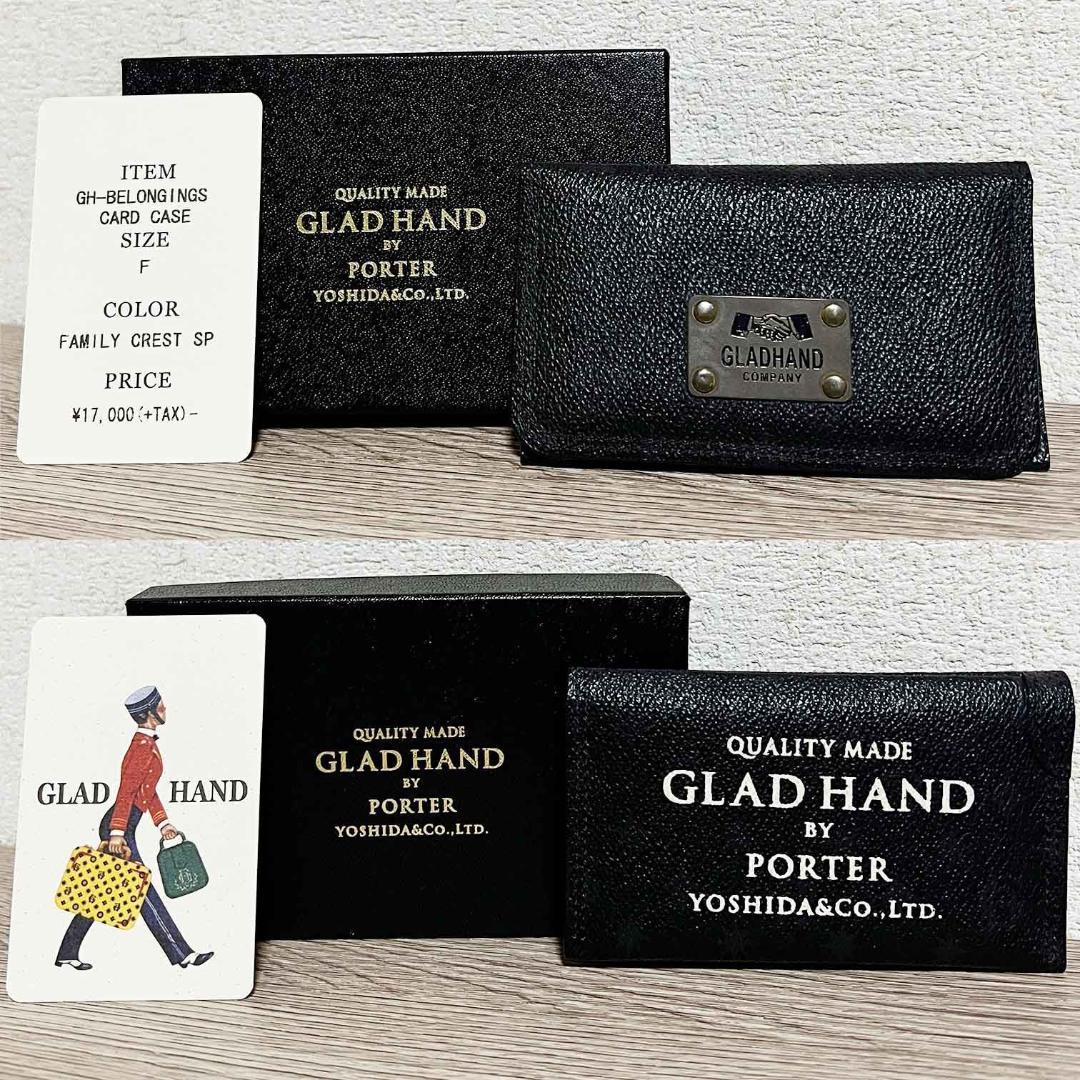 ITEM
GH-BELONGINGS
CARD CASE
SIZE
F
COLOR
FAMILY CREST SP
PRICE
¥17,000(+TAX)-
QUALITY MADE
GLAD HAND
BY
PORTER
YOSHIDA&Co.,LTD.
GLADHAND
COMPANY
GLAD HAND
QUALITY MADE
GLAD HAND
BY
PORTER
YOSHIDA&Co.,LTD.
QUALITY MADE
GLAD HAND
BY
PORTER
YOSHIDA&Co.,LTD.